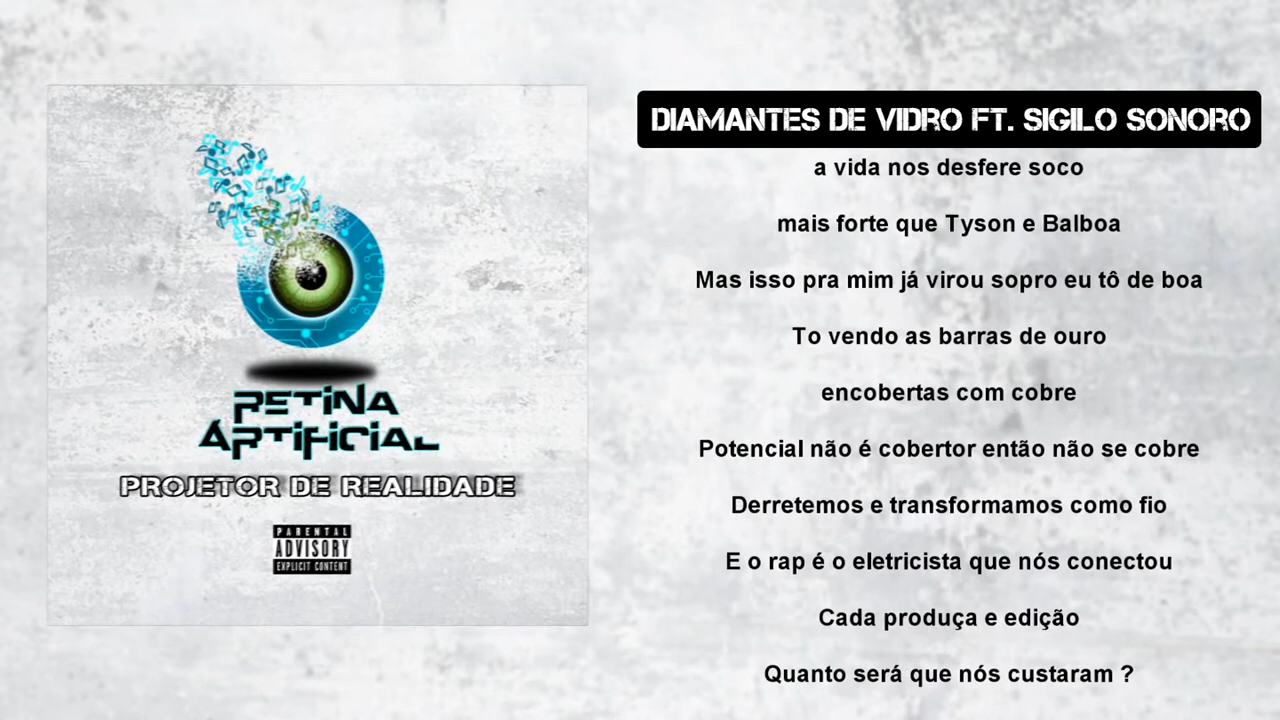 RETINA
ARTIFICIAL
PROJETOR DE REALIDADE
PARENTAL
ADVISORY
EXPLICIT CONTENT
DIAMANTES DE VIDRO FT. SIGILO SONORO
a vida nos desfere soco
mais forte que Tyson e Balboa
Mas isso pra mim já virou sopro eu tô de boa
To vendo as barras de ouro
encobertas com cobre
Potencial não é cobertor então não se cobre
Derretemos e transformamos como fio
E o rap é o eletricista que nós conectou
Cada produça e edição
Quanto será que nós custaram ?